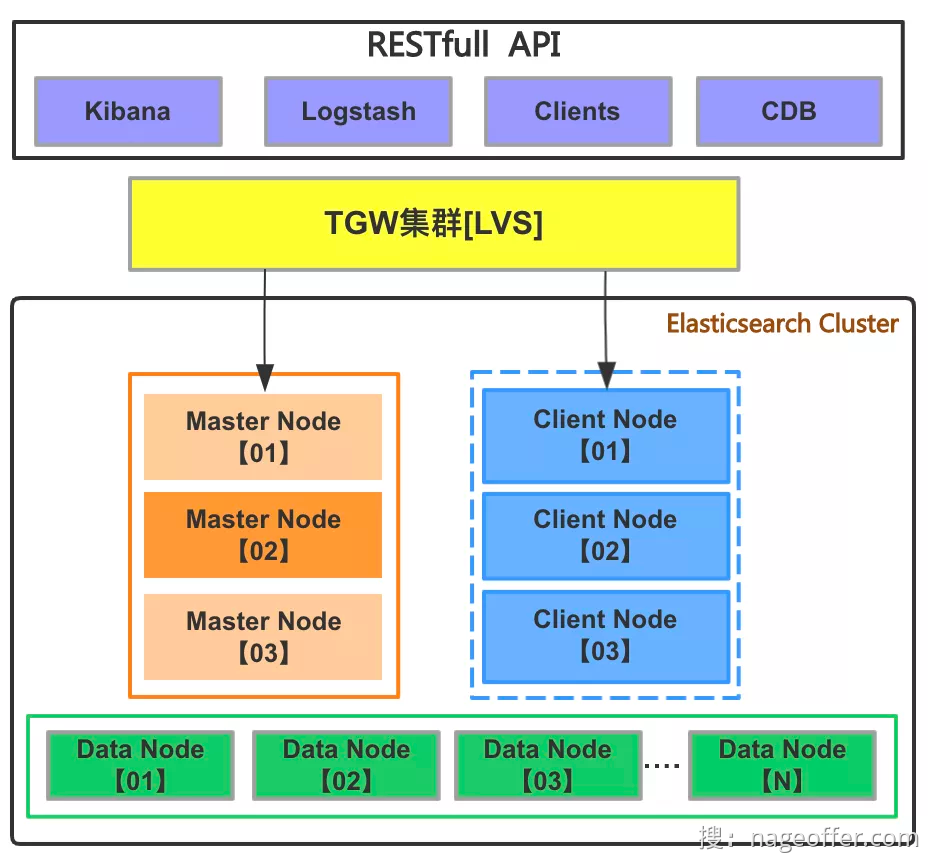 RESTfull API
Kibana
Logstash
Clients
CDB
TGW集群[LVS]
Elasticsearch Cluster
Master Node
【01】
Master Node
【02】
Master Node
【03】
Client Node
【01】
Client Node
【02】
Client Node
【03】
Data Node
【01】
Data Node
【02】
Data Node
【03】
....
Data Node
【N】
搜：nageoffer.com